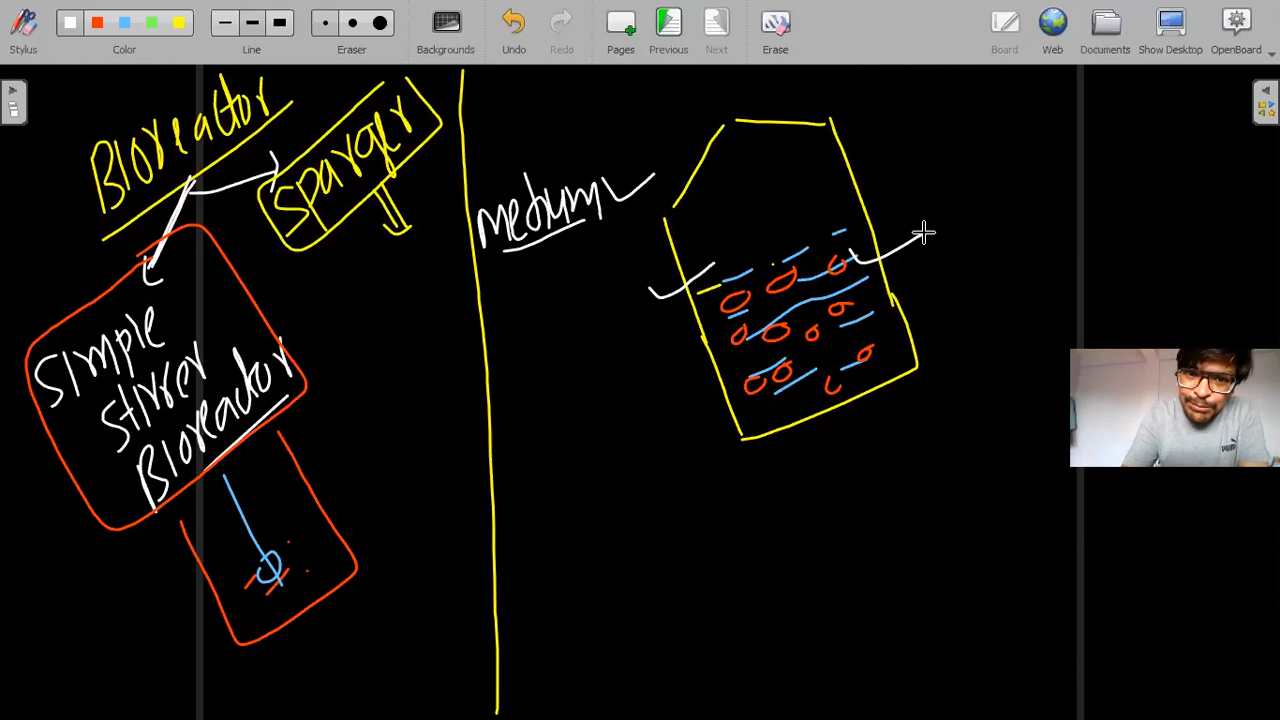 Stylus
Color
Line
Eraser
Backgrounds
Undo
Redo
Pages
Previous
Next
Erase
Board
Web
Documents
Show Desktop
OpenBoard
Bioreactor
Sparger
medium
Simple
Stirrer
Bioreactor